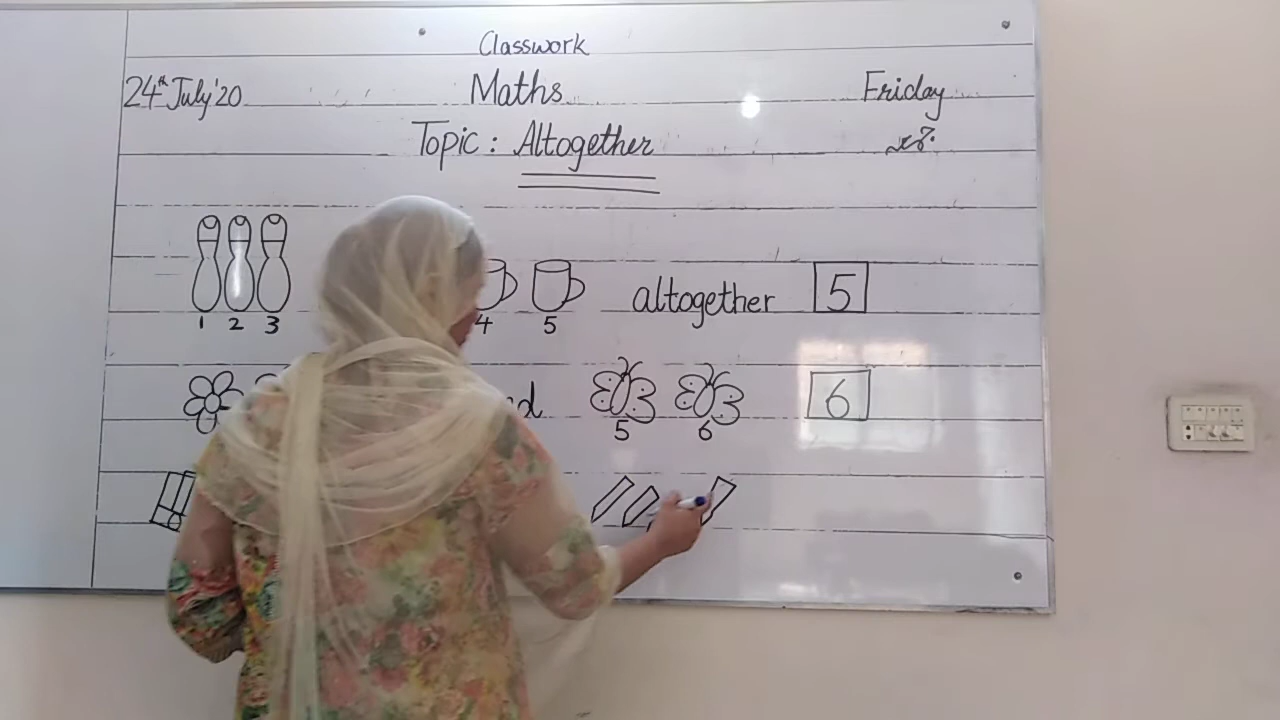 Classwork
24th July'20 Maths Friday
Topic : Altogether
altogether 5
1 2 3 4 5
6
5 6